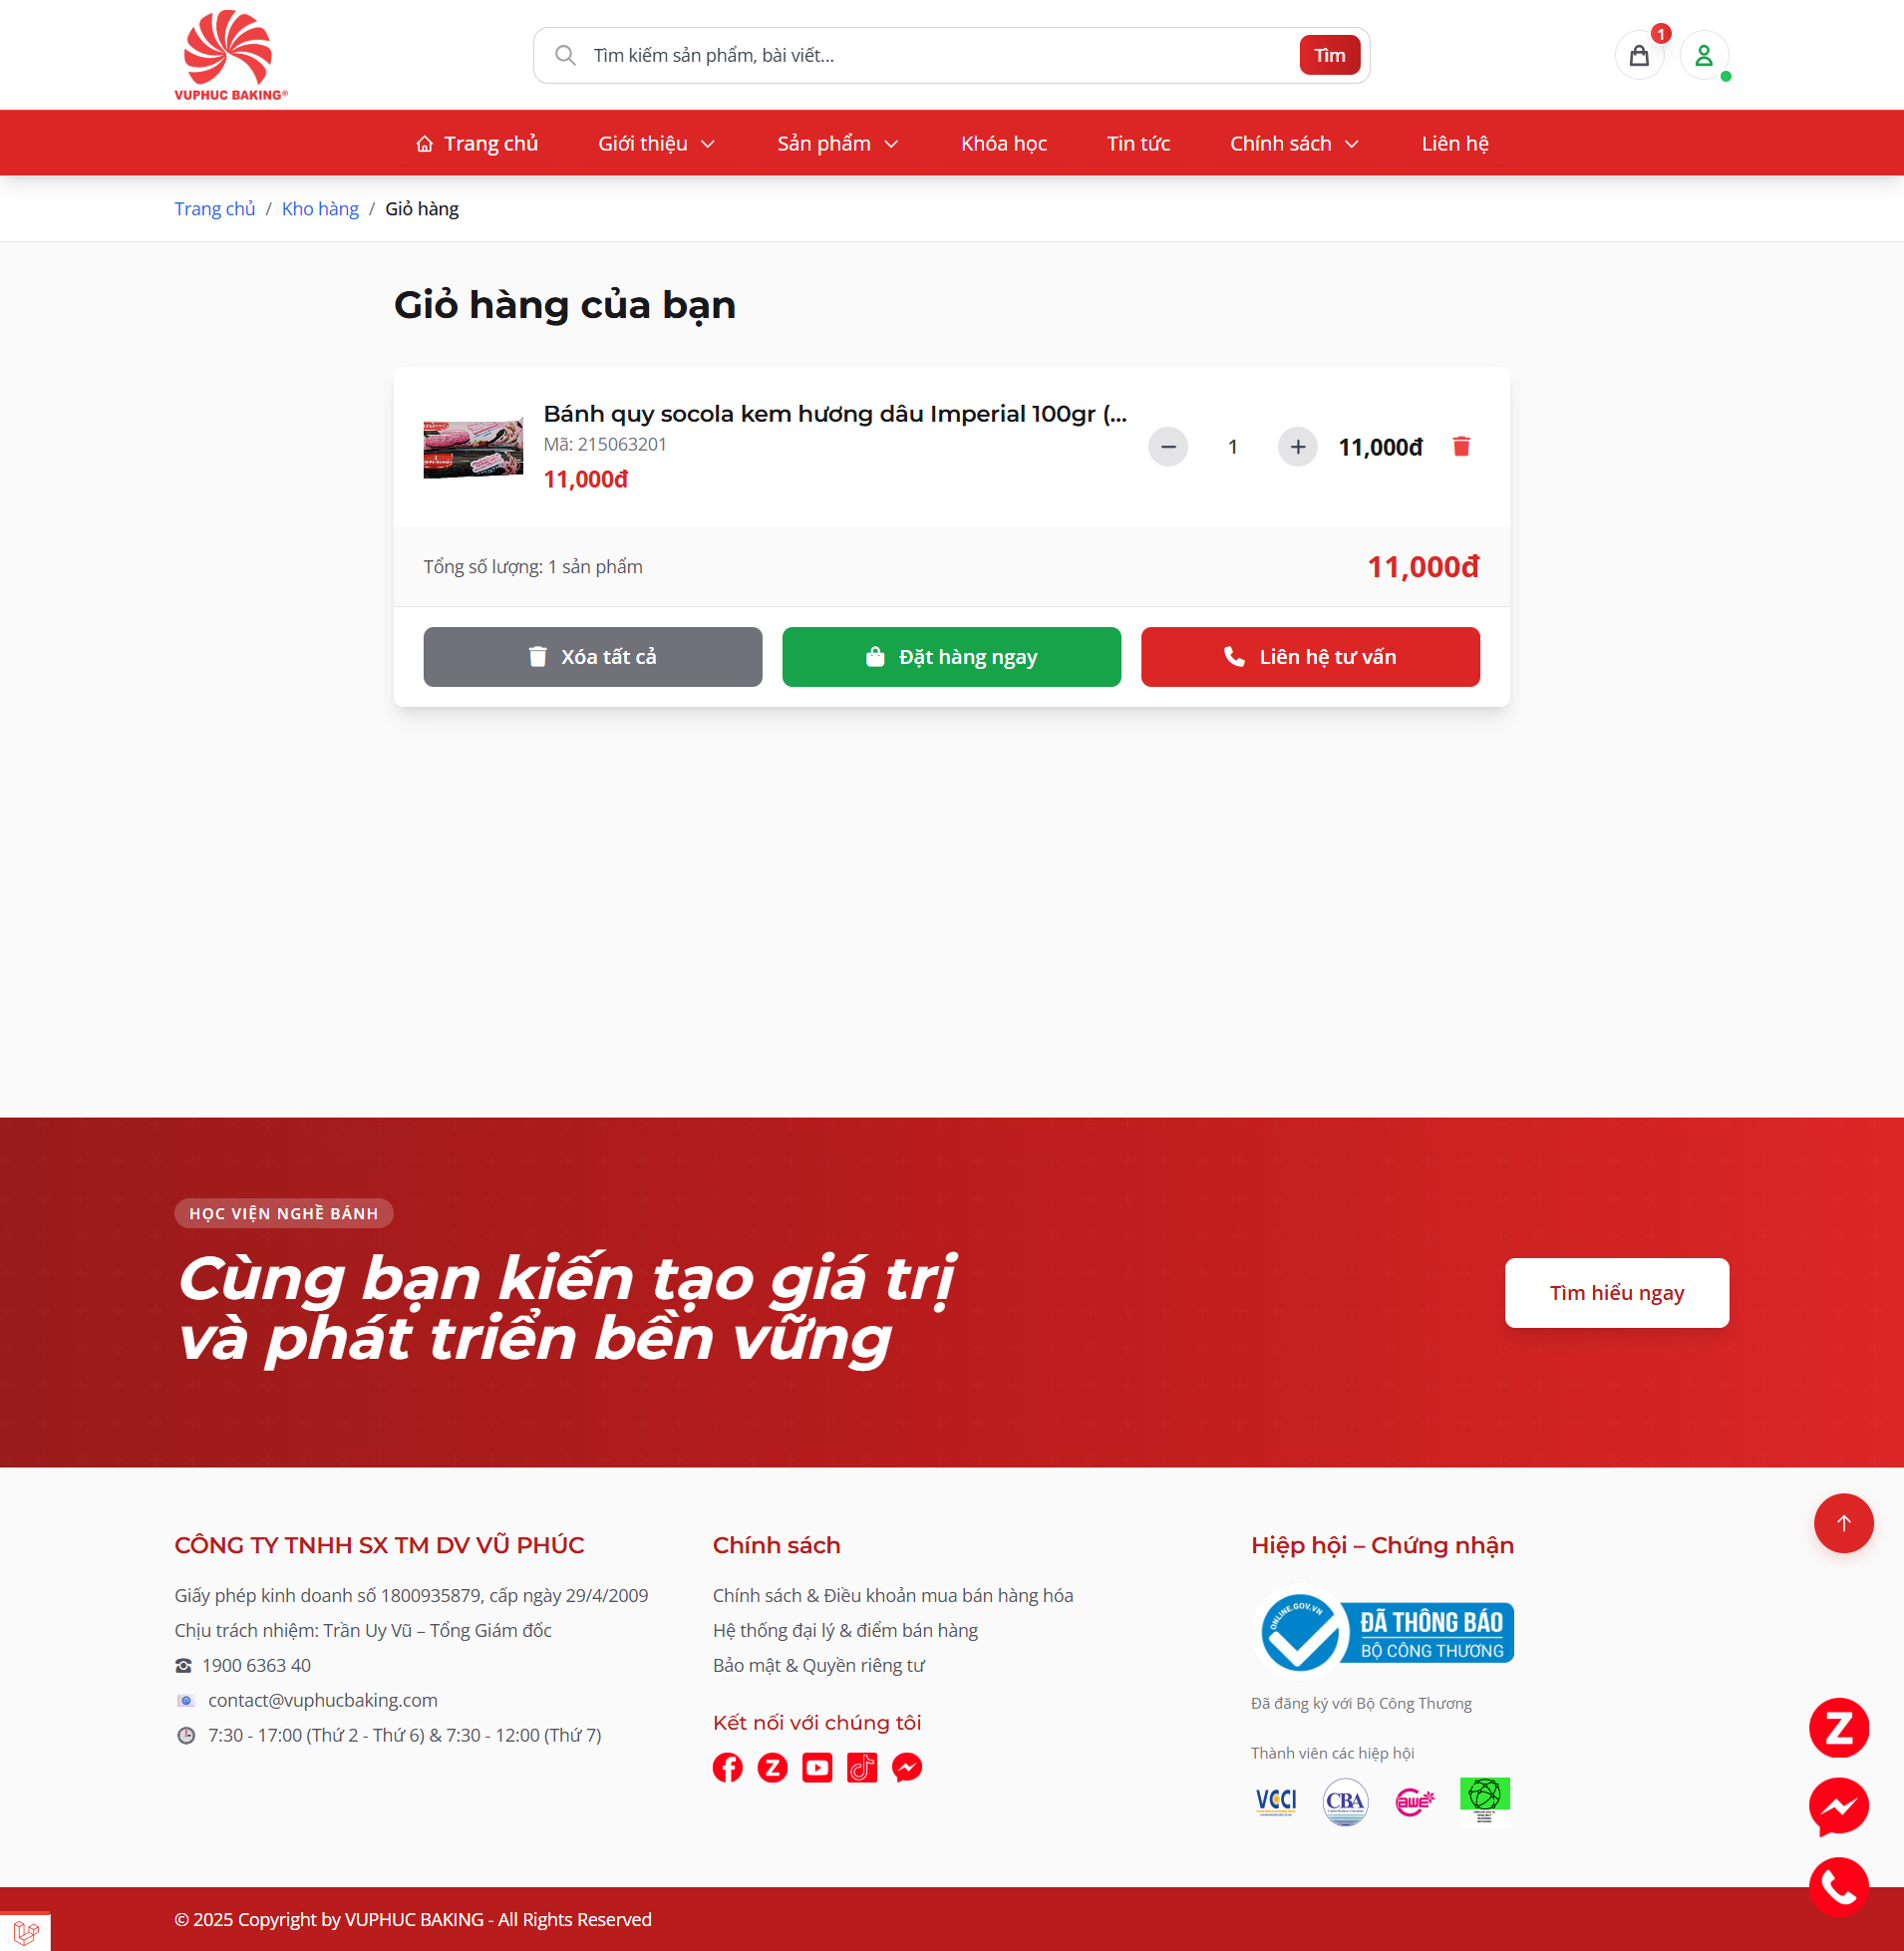 VUPHUC BAKING®
Tìm kiếm sản phẩm, bài viết...
Tìm
1
Trang chủ
Giới thiệu
Sản phẩm
Khóa học
Tin tức
Chính sách
Liên hệ
Trang chủ / Kho hàng / Giỏ hàng
Giỏ hàng của bạn
Bánh quy socola kem hương dâu Imperial 100gr (...
Mã: 215063201
11,000đ
1
11,000đ
Tổng số lượng: 1 sản phẩm
11,000đ
Xóa tất cả
Đặt hàng ngay
Liên hệ tư vấn
HỌC VIỆN NGHỀ BÁNH
Cùng bạn kiến tạo giá trị
và phát triển bền vững
Tìm hiểu ngay
CÔNG TY TNHH SX TM DV VŨ PHÚC
Giấy phép kinh doanh số 1800935879, cấp ngày 29/4/2009
Chịu trách nhiệm: Trần Uy Vũ – Tổng Giám đốc
1900 6363 40
contact@vuphucbaking.com
7:30 - 17:00 (Thứ 2 - Thứ 6) & 7:30 - 12:00 (Thứ 7)
Chính sách
Chính sách & Điều khoản mua bán hàng hóa
Hệ thống đại lý & điểm bán hàng
Bảo mật & Quyền riêng tư
Kết nối với chúng tôi
Z
Hiệp hội – Chứng nhận
ONLINE.GOV.VN
ĐÃ THÔNG BÁO
BỘ CÔNG THƯƠNG
Đã đăng ký với Bộ Công Thương
Thành viên các hiệp hội
VCCI
CBA
awe
Z
© 2025 Copyright by VUPHUC BAKING - All Rights Reserved